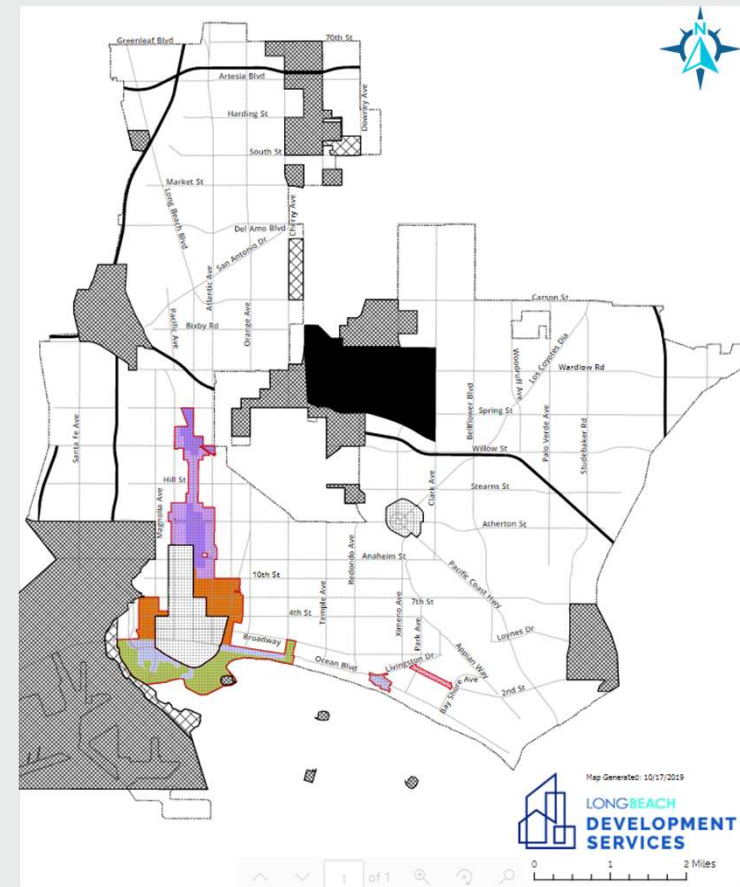 N
Greenleaf Blvd
70th St
Artesia Blvd
Downey Ave
Harding St
South St
Market St
Long Beach Blvd
Cherry Ave
Del Amo Blvd
San Antonio Dr
Atlantic Ave
Orange Ave
Pacific Ave
Bixby Rd
Carson St
Woodruff Ave
Los Coyotes Dia
Wardlow Rd
Santa Fe Ave
Bellflower Blvd
Spring St
Palo Verde Ave
Studebaker Rd
Willow St
Hill St
Magnolia Ave
Clark Ave
Stearns St
Atherton St
Redondo Ave
Anaheim St
Pacific Coast Hwy
10th St
Temple Ave
4th St
Ximeno Ave
7th St
Park Ave
Loynes Dr
Broadway
Appian Way
Ocean Blvd
Livingston Dr
Bay Shore Ave
2nd St
Map Generated: 10/17/2019
LONGBEACH
DEVELOPMENT
SERVICES
0 1 2 Miles
1 of 1